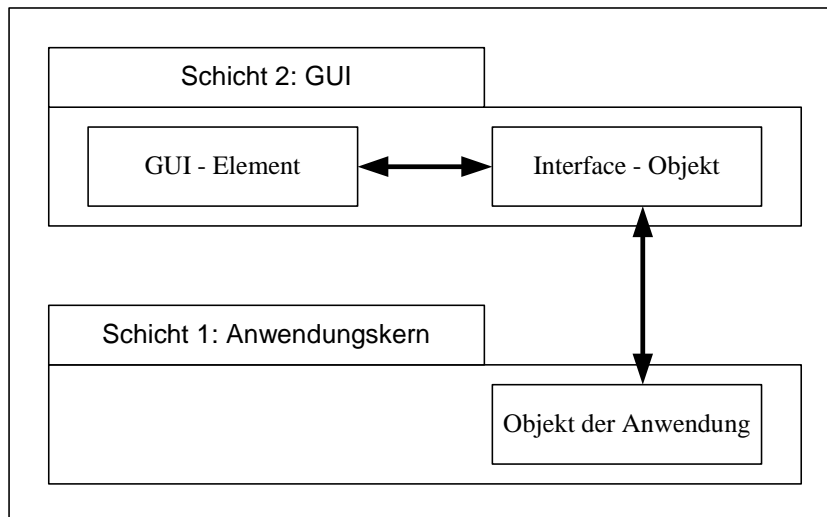 Schicht 2: GUI
GUI - Element
Interface - Objekt
Schicht 1: Anwendungskern
Objekt der Anwendung